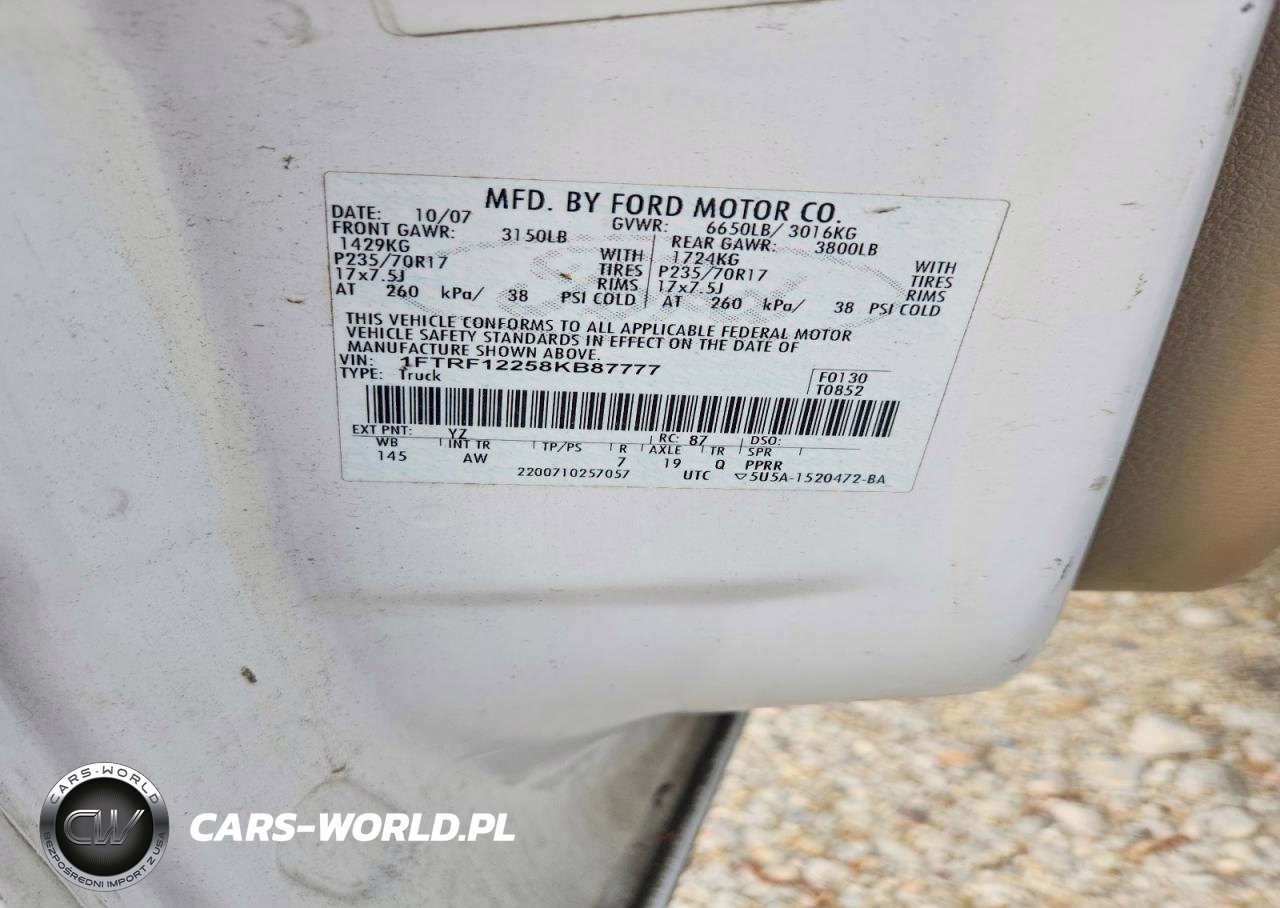 MFD. BY FORD MOTOR CO.
DATE: 10/07 GVWR: 6650LB/ 3016KG
FRONT GAWR: 3150LB REAR GAWR: 3800LB
1429KG WITH 1724KG WITH
P235/70R17 TIRES P235/70R17 TIRES
17x7.5J RIMS 17x7.5J RIMS
AT 260 kPa/ 38 PSI COLD AT 260 kPa/ 38 PSI COLD
THIS VEHICLE CONFORMS TO ALL APPLICABLE FEDERAL MOTOR
VEHICLE SAFETY STANDARDS IN EFFECT ON THE DATE OF
MANUFACTURE SHOWN ABOVE.
VIN: 1FTRF12258KB87777
TYPE: Truck F0130
T0852
EXT PNT: YZ RC: 87 DSO:
WB INT TR TP/PS R AXLE TR SPR
145 AW 7 19 Q PPRR
2200710257057 UTC ▽5U5A-1520472-BA
CARS-WORLD
CW
BEZPOŚREDNI IMPORT Z USA
CARS-WORLD.PL